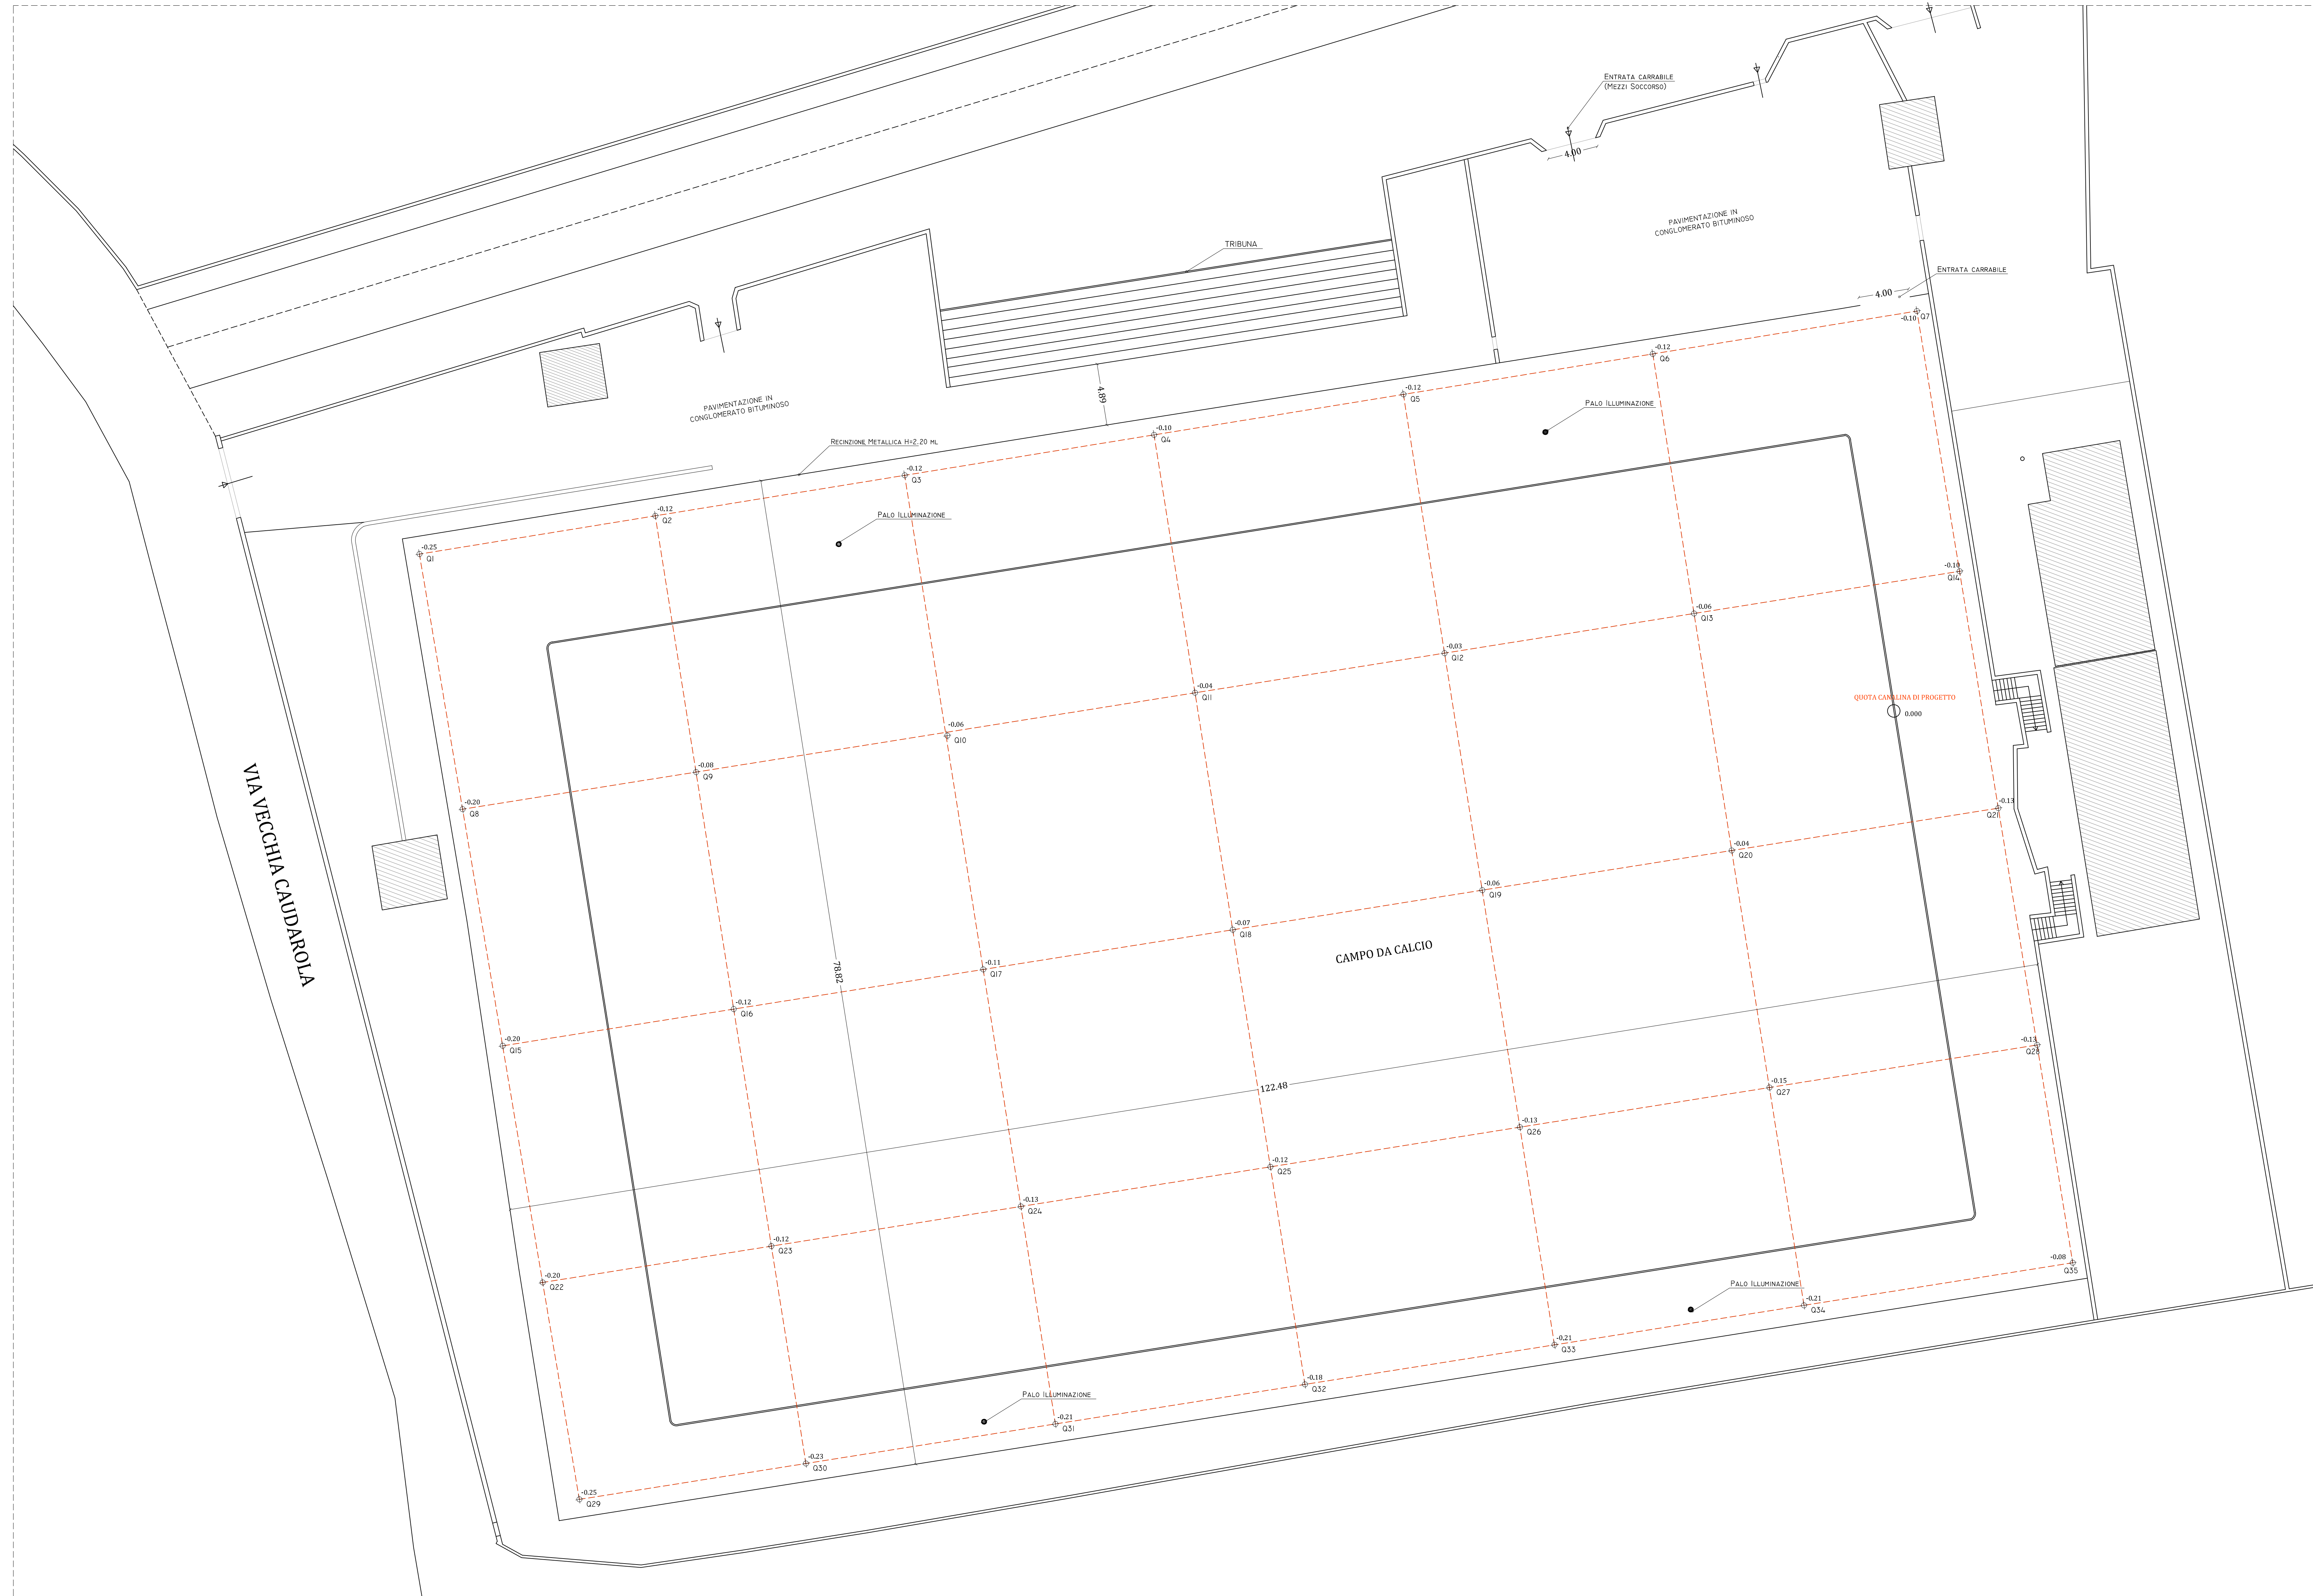 ENTRATA CARRABILE
(MEZZI SOCCORSO)
4.00
PAVIMENTAZIONE IN
CONGLOMERATO BITUMINOSO
TRIBUNA
ENTRATA CARRABILE
4.00
-0.10 Q7
-0.12
Q6
-0.12
Q5
4.89
PAVIMENTAZIONE IN
CONGLOMERATO BITUMINOSO
PALO ILLUMINAZIONE
RECINZIONE METALLICA H=2.20 ML
-0.10
Q4
-0.12
Q3
-0.12
Q2
PALO ILLUMINAZIONE
-0.25
Q1
-0.10
Q14
-0.06
Q13
-0.03
Q12
-0.04
Q11
-0.06
Q10
-0.08
Q9
-0.20
Q8
QUOTA CANALINA DI PROGETTO
0.000
VIA VECCHIA CAUDAROLA
-0.13
Q21
-0.04
Q20
-0.06
Q19
-0.07
Q18
-0.11
Q17
-0.12
Q16
-0.20
Q15
78.82
CAMPO DA CALCIO
122.48
-0.13
Q28
-0.15
Q27
-0.13
Q26
-0.12
Q25
-0.13
Q24
-0.12
Q23
-0.20
Q22
-0.08
Q35
PALO ILLUMINAZIONE
-0.21
Q34
-0.21
Q33
-0.18
Q32
PALO ILLUMINAZIONE
-0.21
Q31
-0.23
Q30
-0.25
Q29